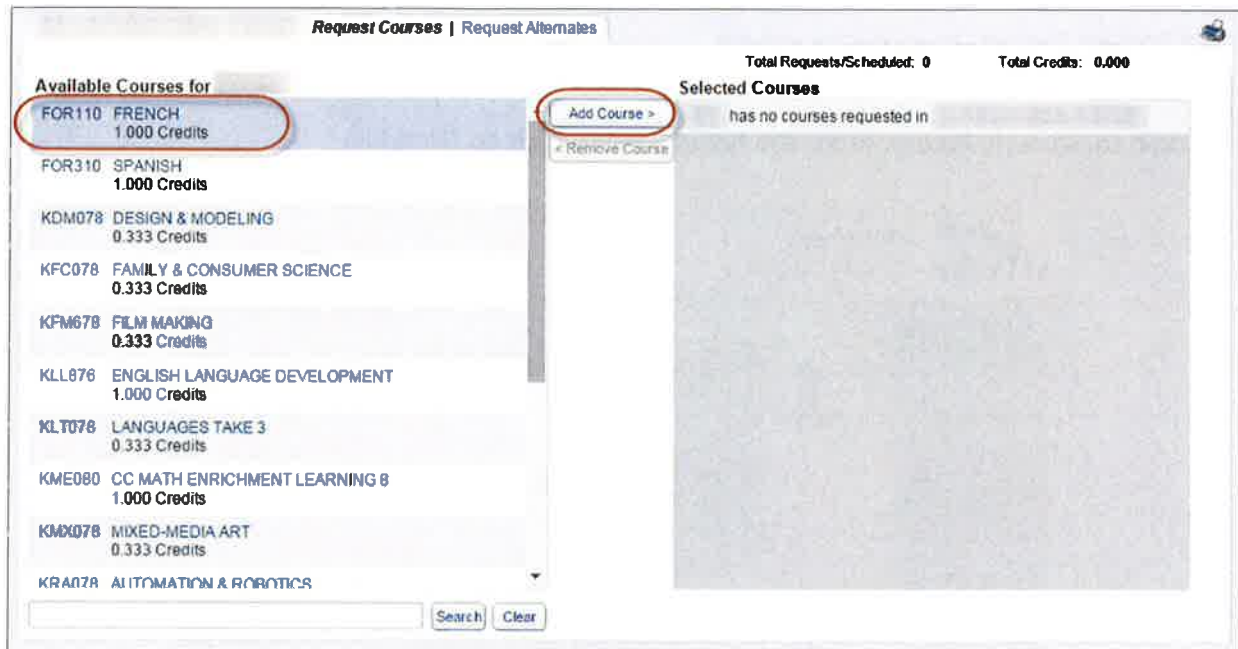 Request Courses | Request Alternates
Total Requests/Scheduled: 0 Total Credits: 0.000
Available Courses for
Selected Courses
FOR110 FRENCH
1.000 Credits
Add Course >
has no courses requested in
< Remove Course
FOR310 SPANISH
1.000 Credits
KDM078 DESIGN & MODELING
0.333 Credits
KFC078 FAMILY & CONSUMER SCIENCE
0.333 Credits
KFM678 FILM MAKING
0.333 Credits
KLL678 ENGLISH LANGUAGE DEVELOPMENT
1.000 Credits
KLT078 LANGUAGES TAKE 3
0.333 Credits
KME080 CC MATH ENRICHMENT LEARNING 8
1.000 Credits
KMX078 MIXED-MEDIA ART
0.333 Credits
KRA078 AUTOMATION & ROBOTICS
Search Clear